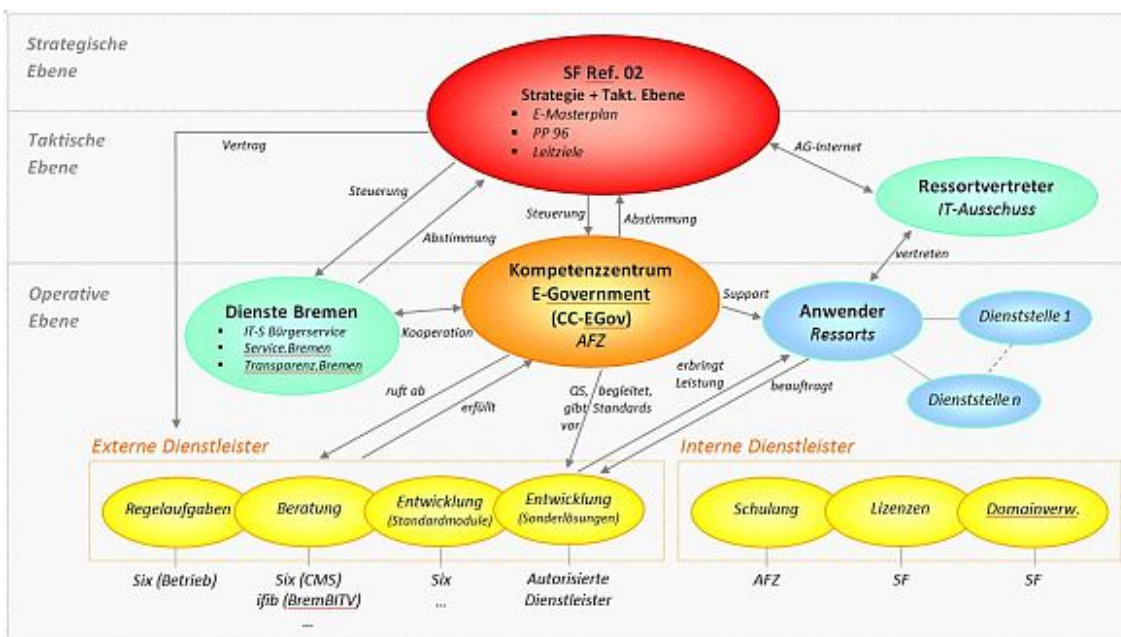 Strategische
Ebene
SF Ref. 02
Strategie + Takt. Ebene
▪ E-Masterplan
▪ PP 96
▪ Leitziele
Taktische
Ebene
Vertrag
AG-Internet
Steuerung
Ressortvertreter
IT-Ausschuss
Steuerung
Abstimmung
Abstimmung
vertreten
Operative
Ebene
Kompetenzzentrum
E-Government
(CC-EGov)
AFZ
Dienste Bremen
▪ IT-S Bürgerservice
▪ Service.Bremen
▪ Transparenz.Bremen
Kooperation
Support
Anwender
Ressorts
Dienststelle 1
Dienststelle n
ruft ab
erfüllt
QS, begleitet,
gibt Standards
vor
erbringt
Leistung
beauftragt
Externe Dienstleister
Interne Dienstleister
Regelaufgaben
Beratung
Entwicklung
(Standardmodule)
Entwicklung
(Sonderlösungen)
Schulung
Lizenzen
Domainverw.
Six (Betrieb)
Six (CMS)
ifib (BremBITV)
...
Six
...
Autorisierte
Dienstleister
AFZ
SF
SF